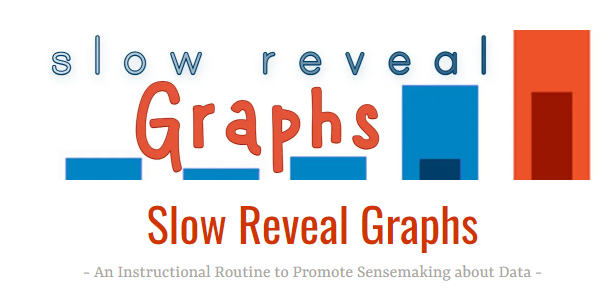 slow reveal
Graphs
Slow Reveal Graphs
- An Instructional Routine to Promote Sensemaking about Data -